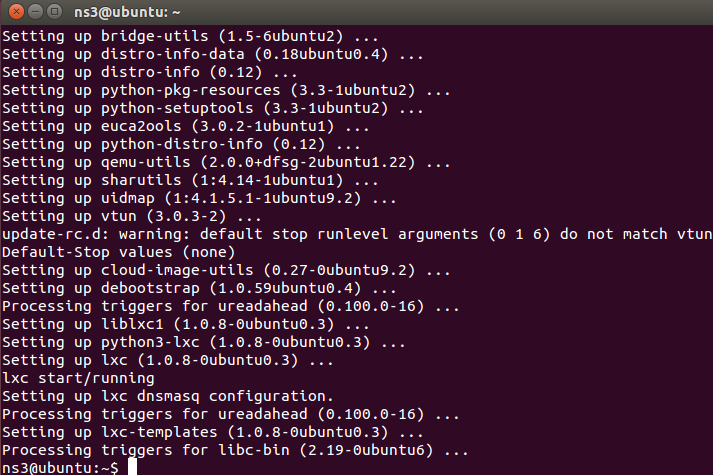 ns3@ubuntu: ~
Setting up bridge-utils (1.5-6ubuntu2) ...
Setting up distro-info-data (0.18ubuntu0.4) ...
Setting up distro-info (0.12) ...
Setting up python-pkg-resources (3.3-1ubuntu2) ...
Setting up python-setuptools (3.3-1ubuntu2) ...
Setting up euca2ools (3.0.2-1ubuntu1) ...
Setting up python-distro-info (0.12) ...
Setting up qemu-utils (2.0.0+dfsg-2ubuntu1.22) ...
Setting up sharutils (1:4.14-1ubuntu1) ...
Setting up uidmap (1:4.1.5.1-1ubuntu9.2) ...
Setting up vtun (3.0.3-2) ...
update-rc.d: warning: default stop runlevel arguments (0 1 6) do not match vtun
Default-Stop values (none)
Setting up cloud-image-utils (0.27-0ubuntu9.2) ...
Setting up debootstrap (1.0.59ubuntu0.4) ...
Processing triggers for ureadahead (0.100.0-16) ...
Setting up liblxc1 (1.0.8-0ubuntu0.3) ...
Setting up python3-lxc (1.0.8-0ubuntu0.3) ...
Setting up lxc (1.0.8-0ubuntu0.3) ...
lxc start/running
Setting up lxc dnsmasq configuration.
Processing triggers for ureadahead (0.100.0-16) ...
Setting up lxc-templates (1.0.8-0ubuntu0.3) ...
Processing triggers for libc-bin (2.19-0ubuntu6) ...
ns3@ubuntu:~$